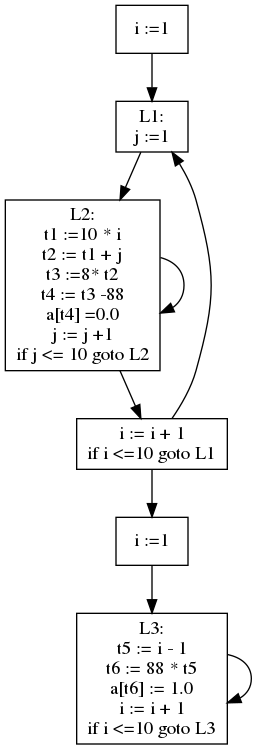 i :=1
L1:
j :=1
L2:
t1 :=10 * i
t2 := t1 + j
t3 :=8* t2
t4 := t3 -88
a[t4] =0.0
j := j +1
if j <= 10 goto L2
i := i + 1
if i <=10 goto L1
i :=1
L3:
t5 := i - 1
t6 := 88 * t5
a[t6] := 1.0
i := i + 1
if i <=10 goto L3